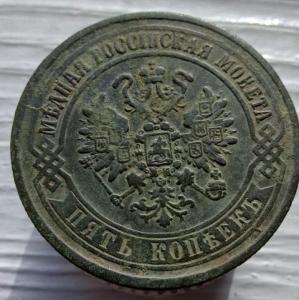 МѢДНАЯ РОССІЙСКАЯ МОНЕТА
ПЯТЬ КОПѢЕКЪ